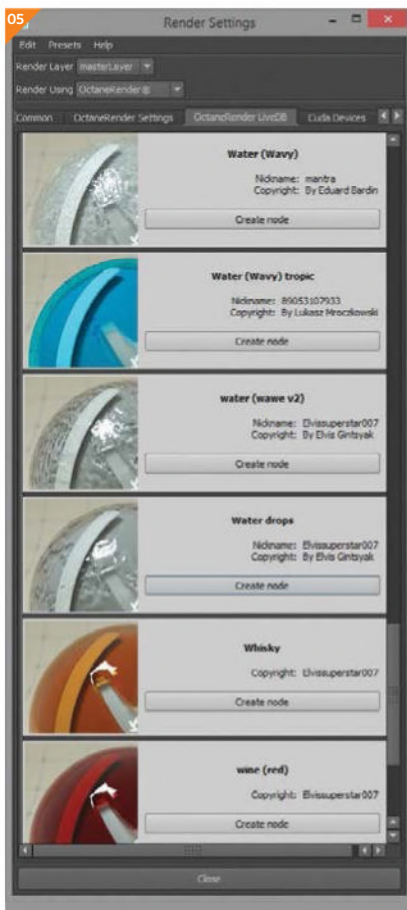 05
Render Settings
Edit Presets Help
Render Layer masterLayer
Render Using OctaneRender®
Common OctaneRender Settings OctaneRender LiveDB Cuda Devices
Water (Wavy)
Nickname: mantra
Copyright: By Eduard Bardin
Create node
Water (Wavy) tropic
Nickname: 89053107933
Copyright: By Lukasz Mroczkowski
Create node
water (wawe v2)
Nickname: Elvissuperstar007
Copyright: By Elvis Gintsyak
Create node
Water drops
Nickname: Elvissuperstar007
Copyright: By Elvis Gintsyak
Create node
Whisky
Copyright: Elvissuperstar007
Create node
wine (red)
Copyright: Elvissuperstar007
Create node
Close